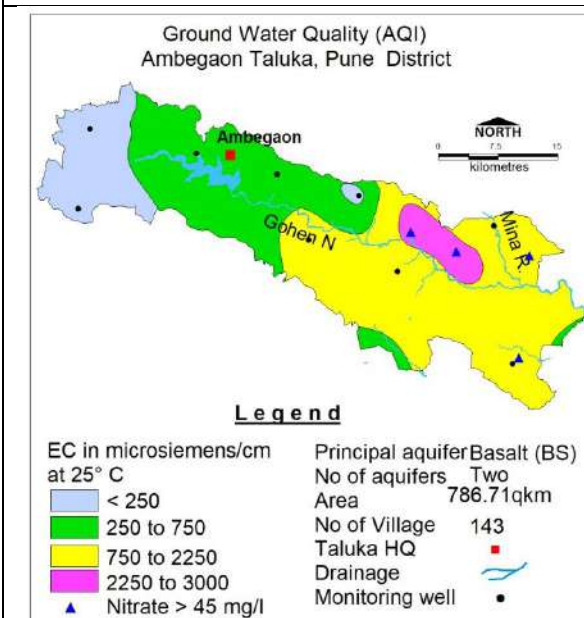 Ground Water Quality (AQI)
Ambegaon Taluka, Pune District
NORTH
0 7.5 15
kilometres
Ambegaon
Gohen N
Mina R.
Legend
EC in microsiemens/cm
at 25° C
< 250
250 to 750
750 to 2250
2250 to 3000
Nitrate > 45 mg/l
Principal aquifer Basalt (BS)
No of aquifers Two
Area 786.71qkm
No of Village 143
Taluka HQ
Drainage
Monitoring well